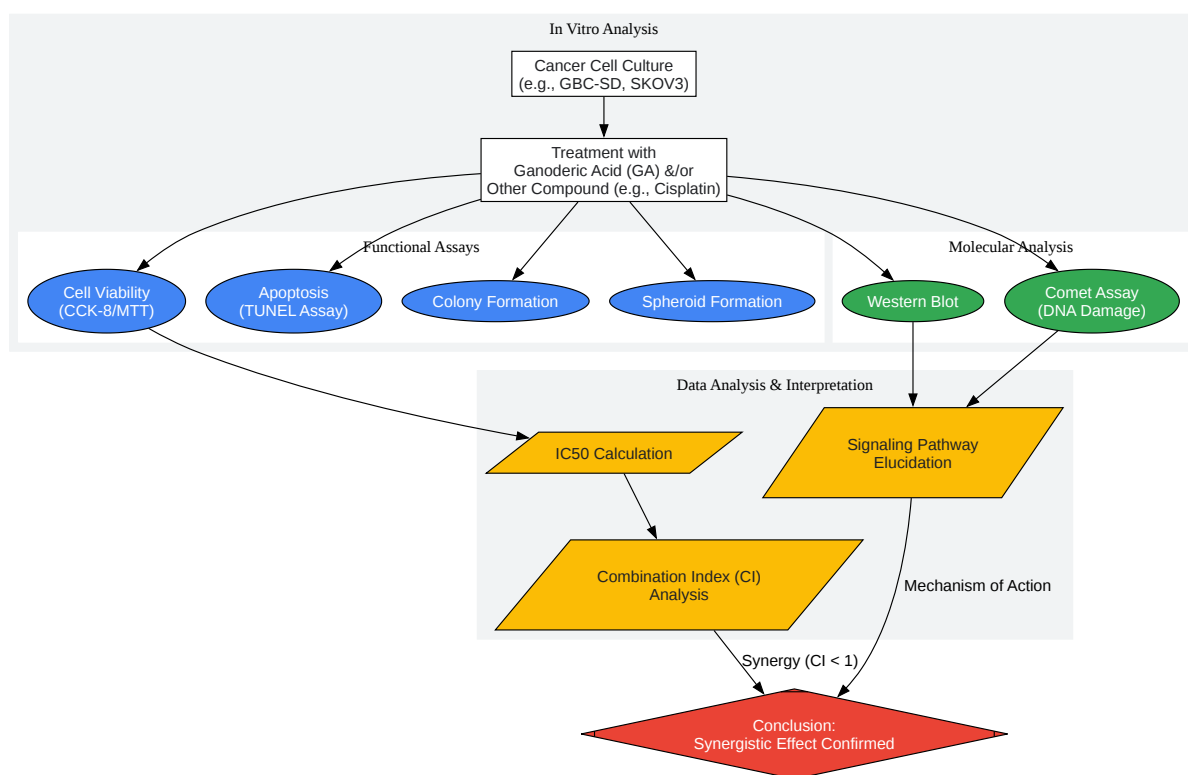 In Vitro Analysis
Cancer Cell Culture
(e.g., GBC-SD, SKOV3)
Treatment with
Ganoderic Acid (GA) &/or
Other Compound (e.g., Cisplatin)
Functional Assays
Molecular Analysis
Cell Viability
(CCK-8/MTT)
Apoptosis
(TUNEL Assay)
Colony Formation
Spheroid Formation
Western Blot
Comet Assay
(DNA Damage)
Data Analysis & Interpretation
IC50 Calculation
Signaling Pathway
Elucidation
Combination Index (CI)
Analysis
Mechanism of Action
Synergy (CI < 1)
Conclusion:
Synergistic Effect Confirmed